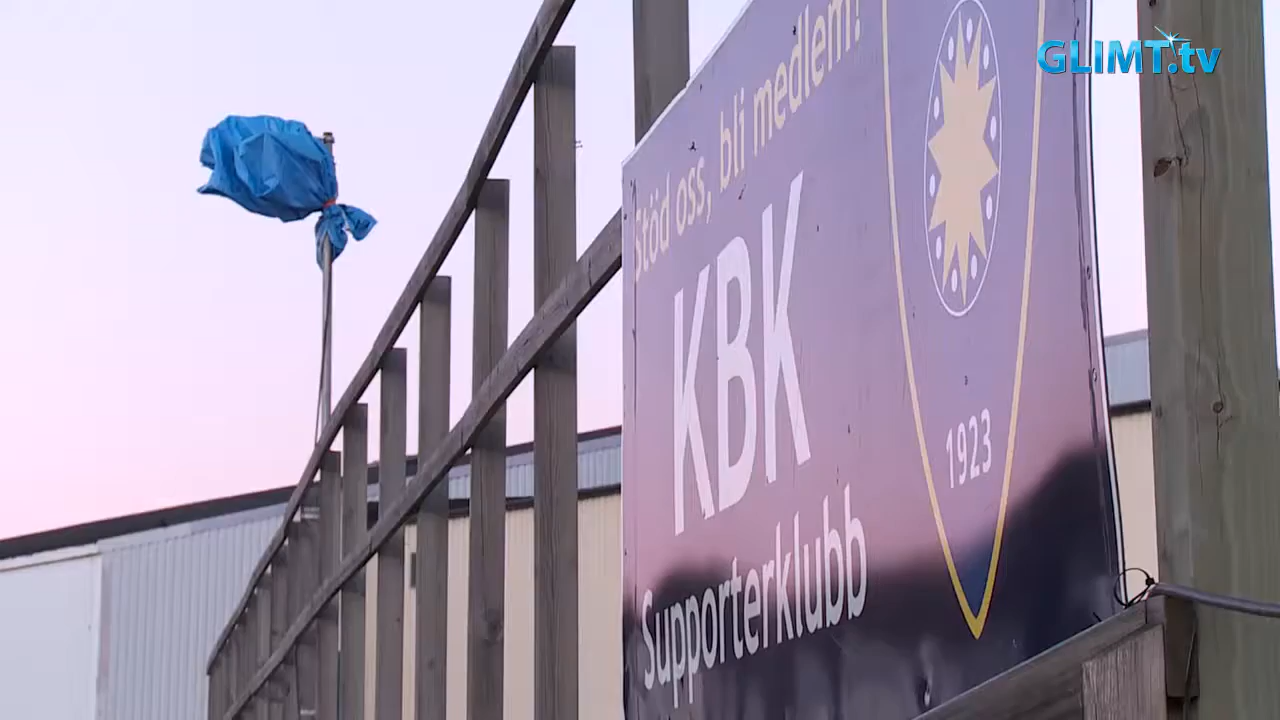 GLIMT.tv
Stöd oss, bli medlem!
KBK
Supporterklubb
1923